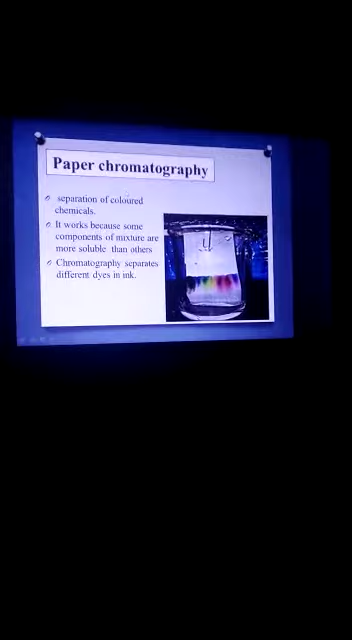 Paper chromatography
separation of coloured
chemicals.
It works because some
components of mixture are
more soluble than others
Chromatography separates
different dyes in ink.